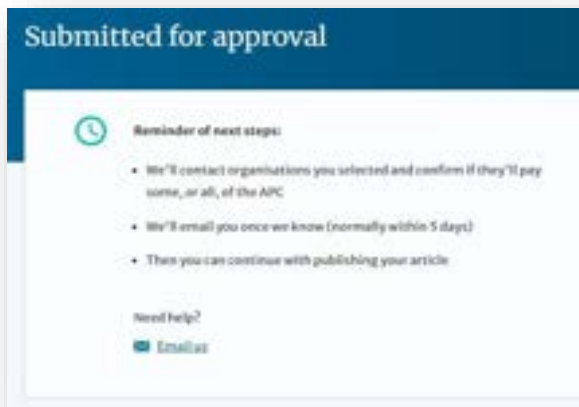 Submitted for approval
Reminder of next steps:
• We'll contact organisations you selected and confirm if they'll pay
some, or all, of the APC
• We'll email you once we know (normally within 5 days)
• Then you can continue with publishing your article
Need help?
Email us